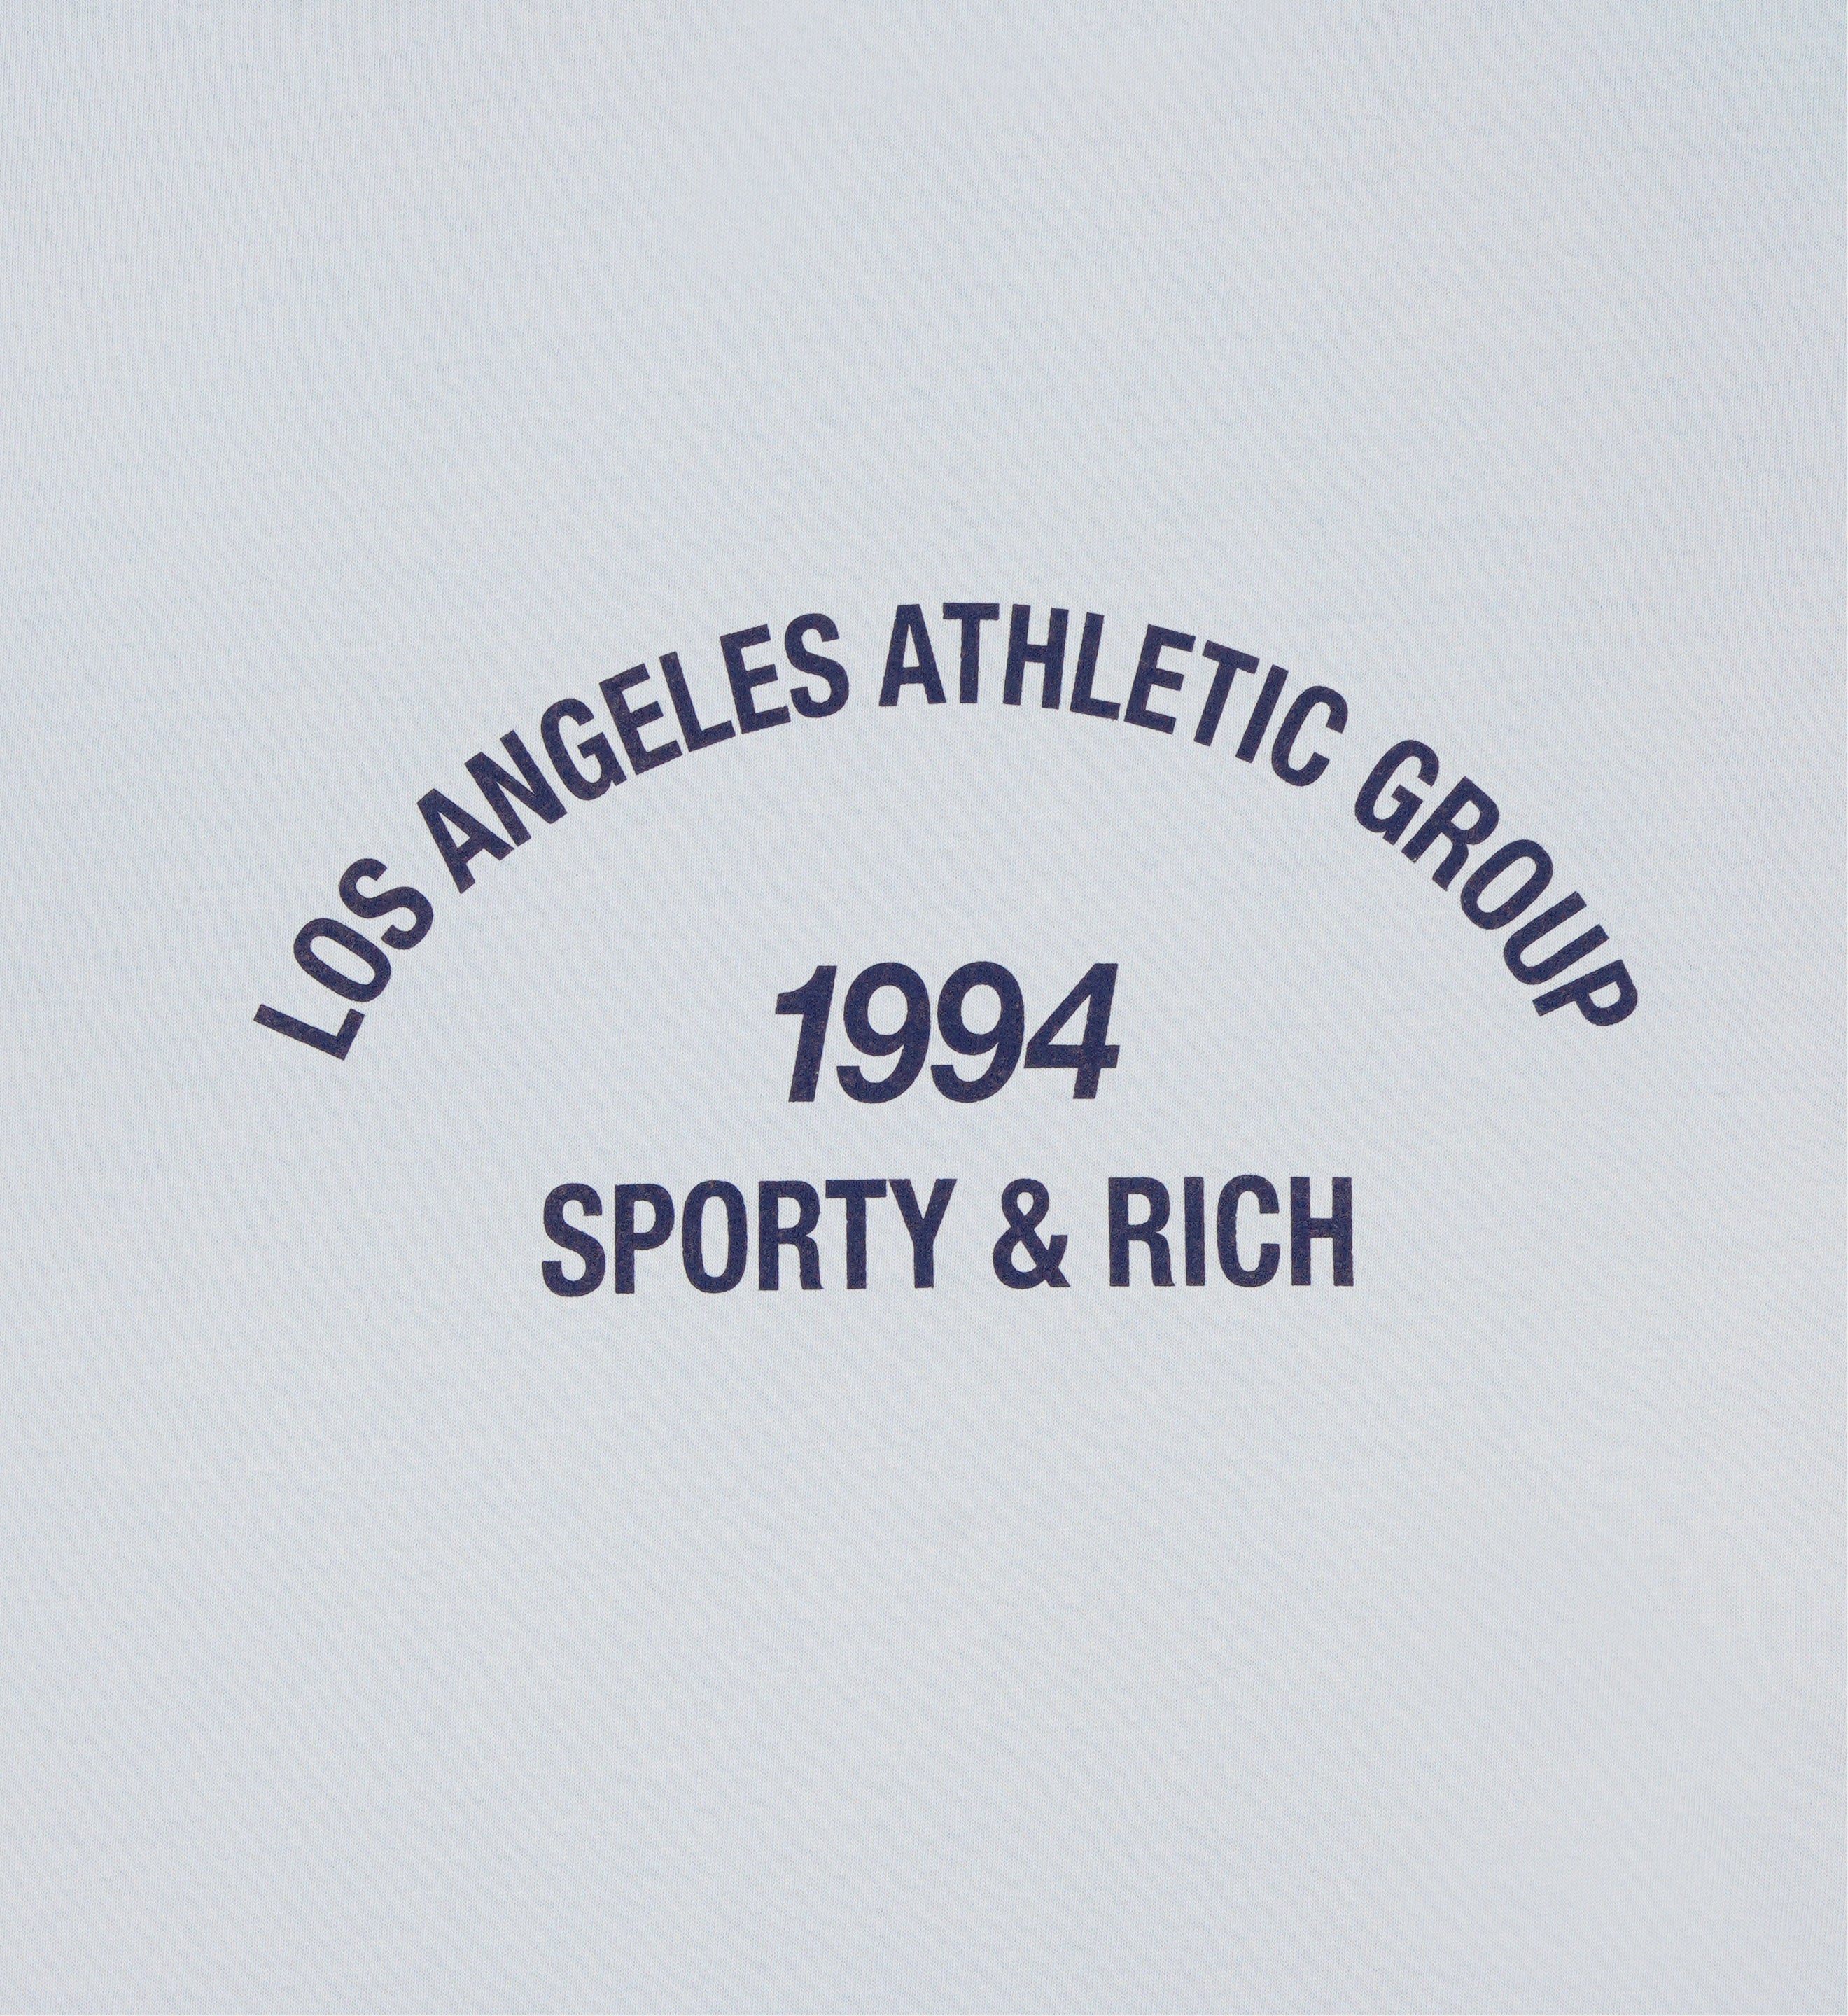 LOS ANGELES ATHLETIC GROUP
1994
SPORTY & RICH